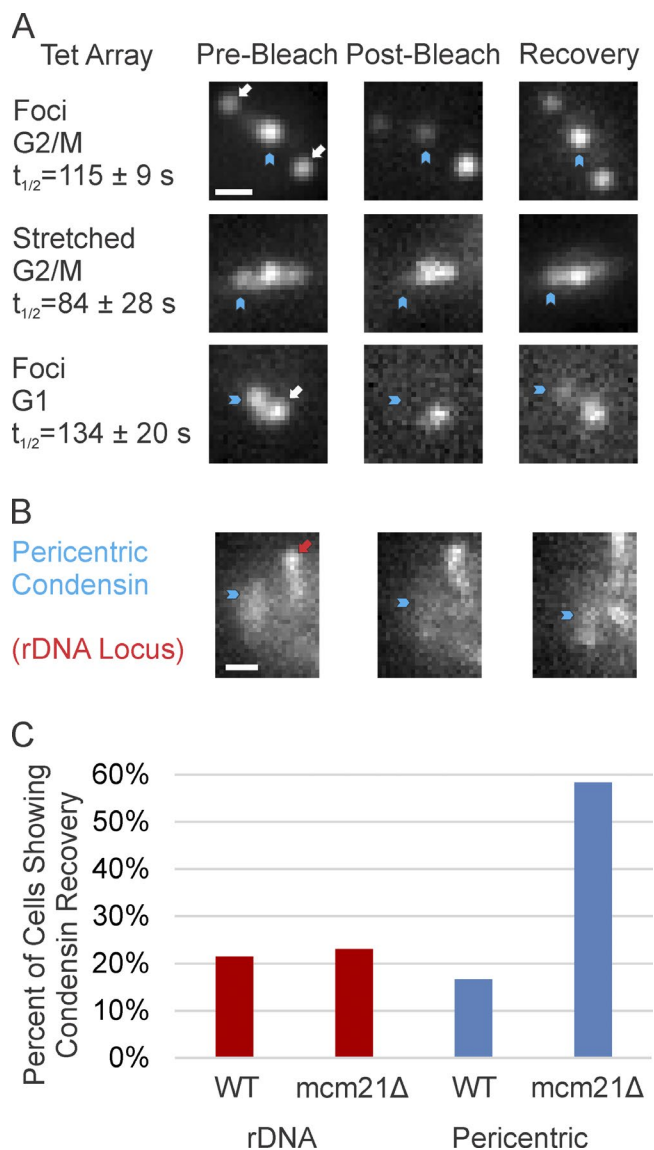 A
Tet Array
Pre-Bleach Post-Bleach Recovery
Foci
G2/M
t1/2=115 ± 9 s
Stretched
G2/M
t1/2=84 ± 28 s
Foci
G1
t1/2=134 ± 20 s
B
Pericentric
Condensin
(rDNA Locus)
C
Percent of Cells Showing
Condensin Recovery
60%
50%
40%
30%
20%
10%
0%
WT mcm21Δ WT mcm21Δ
rDNA Pericentric